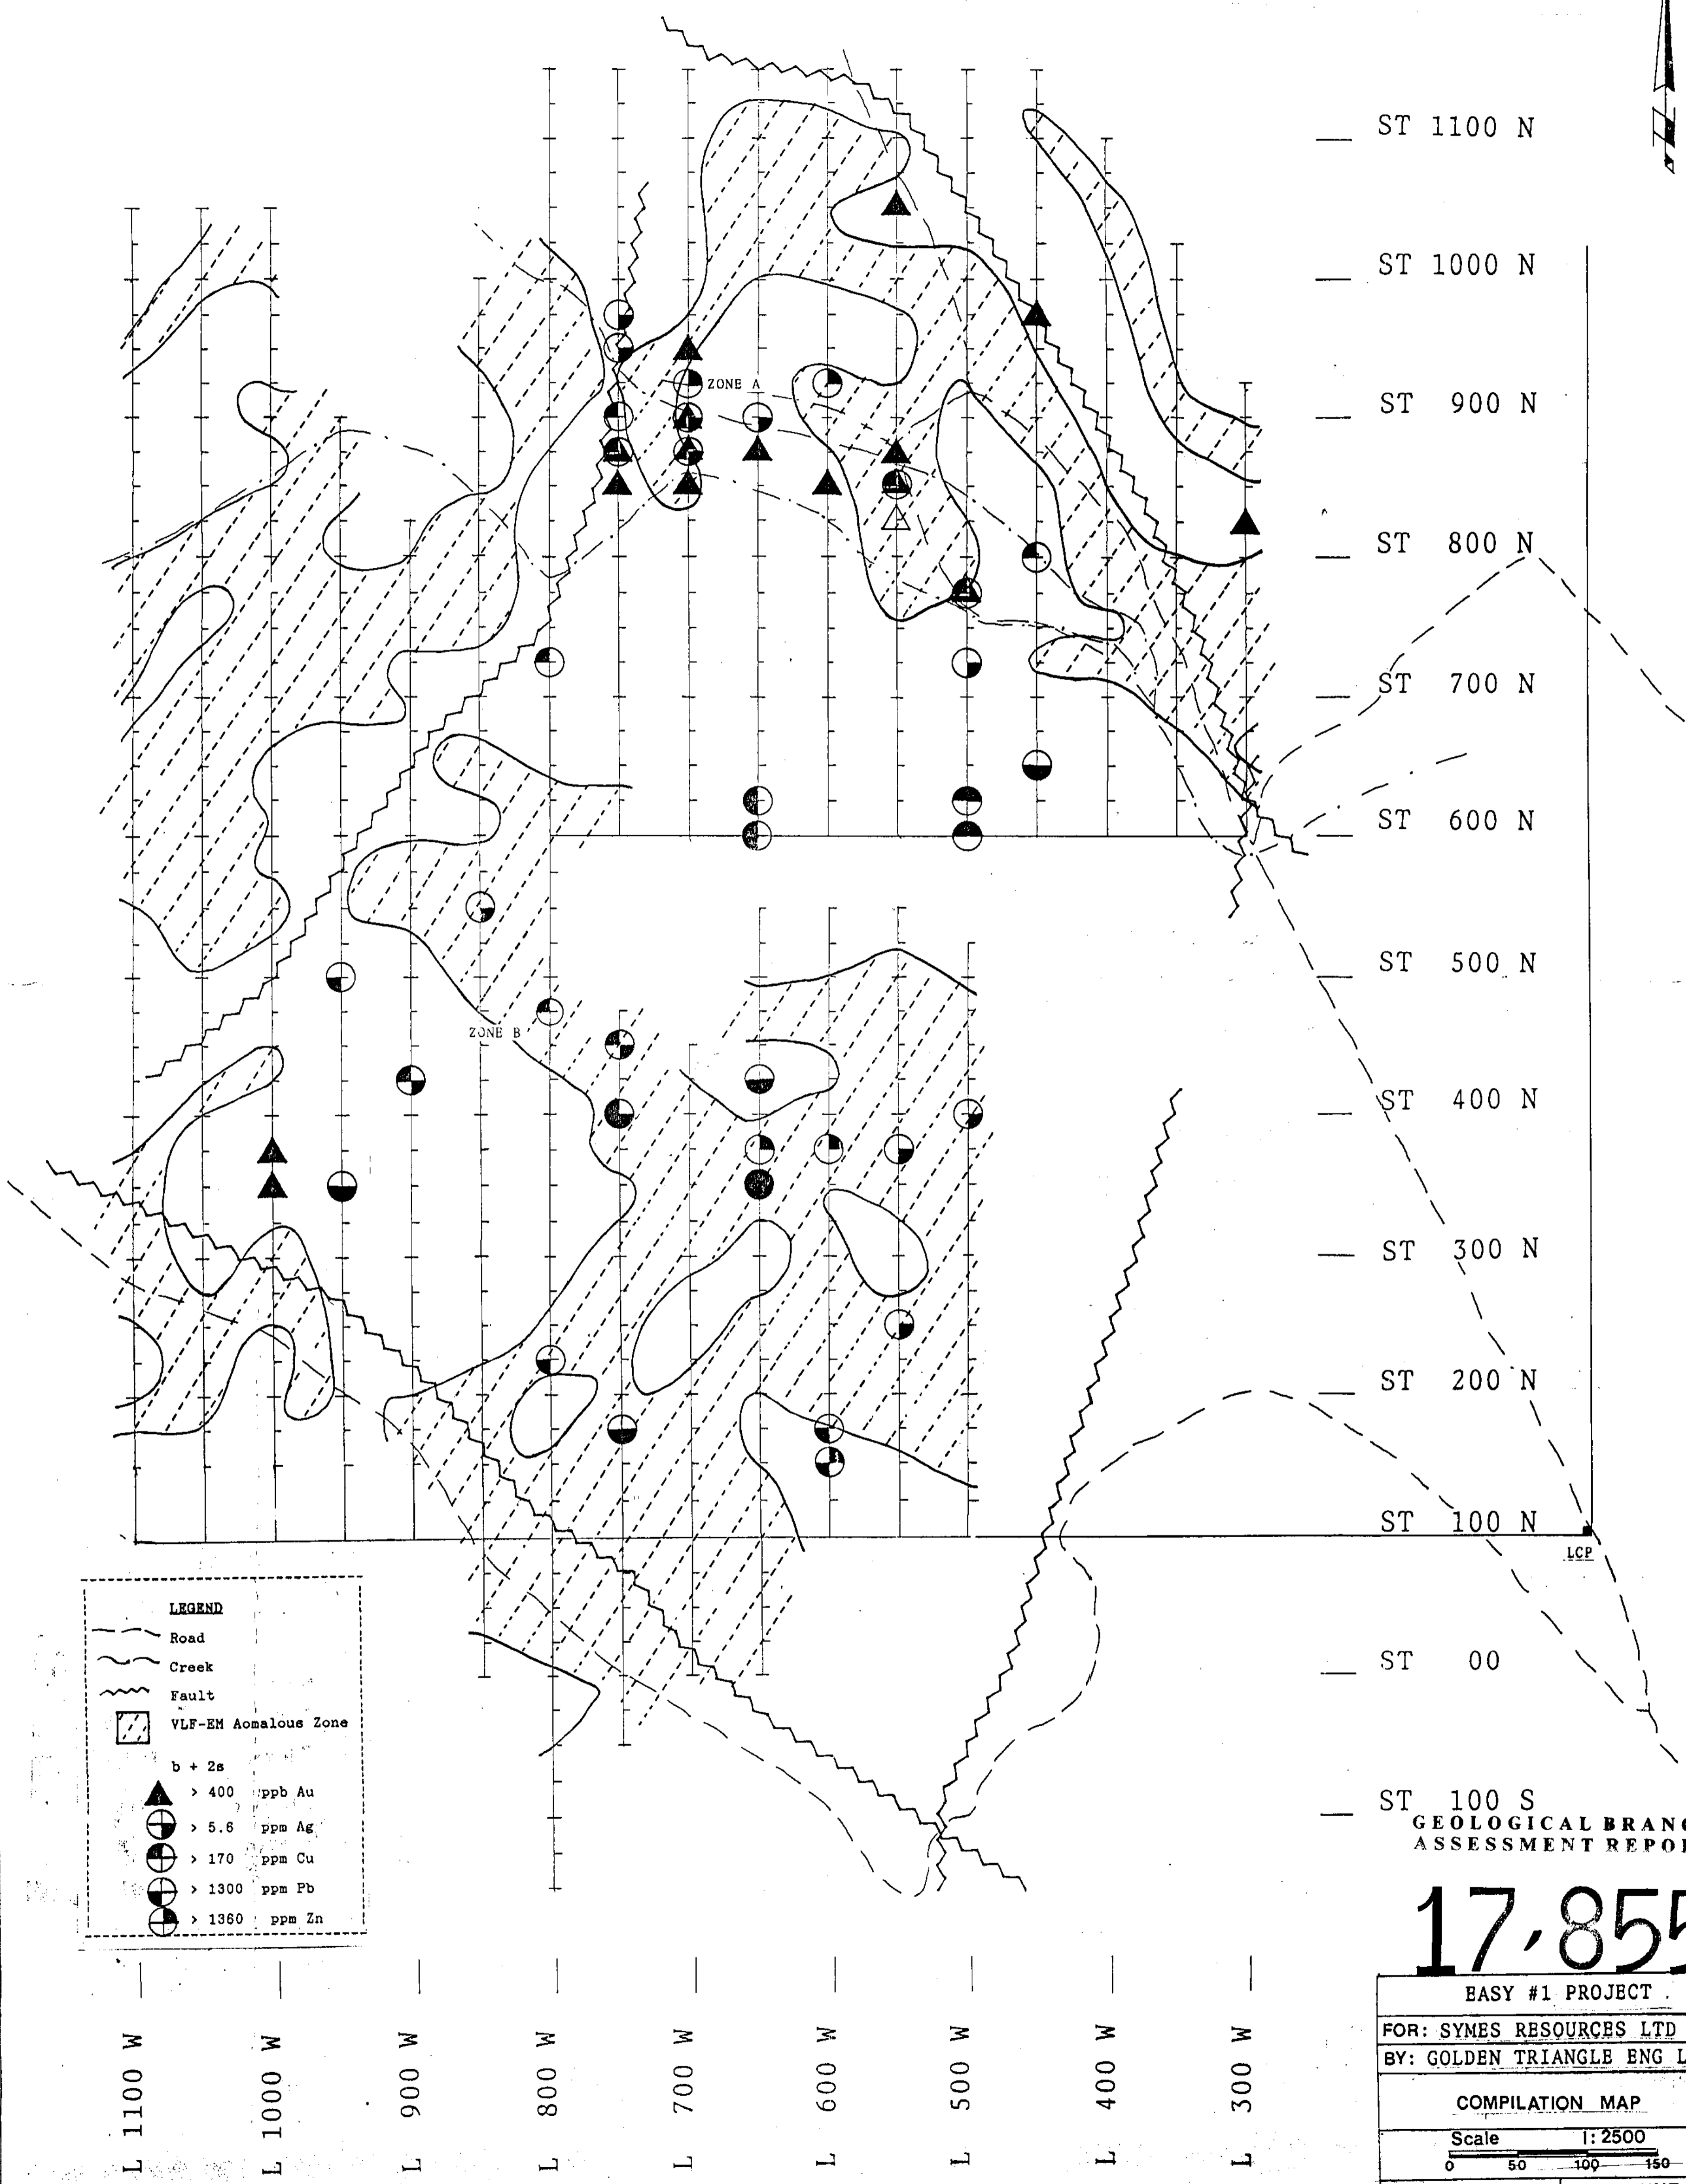 ST 1100 N
ST 1000 N
ZONE A
ST 900 N
ST 800 N
ST 700 N
ST 600 N
ST 500 N
ZONE B
ST 400 N
ST 300 N
ST 200 N
ST 100 N
LCP
LEGEND
Road
Creek
Fault
VLF-EM Aomalous Zone
b + 2s
> 400 ppb Au
> 5.6 ppm Ag
> 170 ppm Cu
> 1300 ppm Pb
> 1360 ppm Zn
ST 00
ST 100 S
GEOLOGICAL BRANC
ASSESSMENT REPO
17,855
EASY #1 PROJECT
FOR: SYMES RESOURCES LTD
BY: GOLDEN TRIANGLE ENG L
COMPILATION MAP
Scale 1:2500
0 50 100 150
L 1100 W
L 1000 W
L 900 W
L 800 W
L 700 W
L 600 W
L 500 W
L 400 W
L 300 W